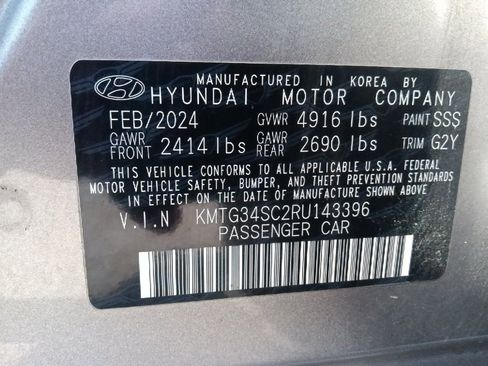 MANUFACTURED IN KOREA BY
HYUNDAI MOTOR COMPANY
FEB/2024 GVWR 4916 lbs PAINT SSS
GAWR FRONT 2414 lbs GAWR REAR 2690 lbs TRIM G2Y
THIS VEHICLE CONFORMS TO ALL APPLICABLE U.S.A. FEDERAL
MOTOR VEHICLE SAFETY, BUMPER, AND THEFT PREVENTION STANDARDS
IN EFFECT ON THE DATE OF MANUFACTURE SHOWN ABOVE.
V.I.N KMTG34SC2RU143396
PASSENGER CAR